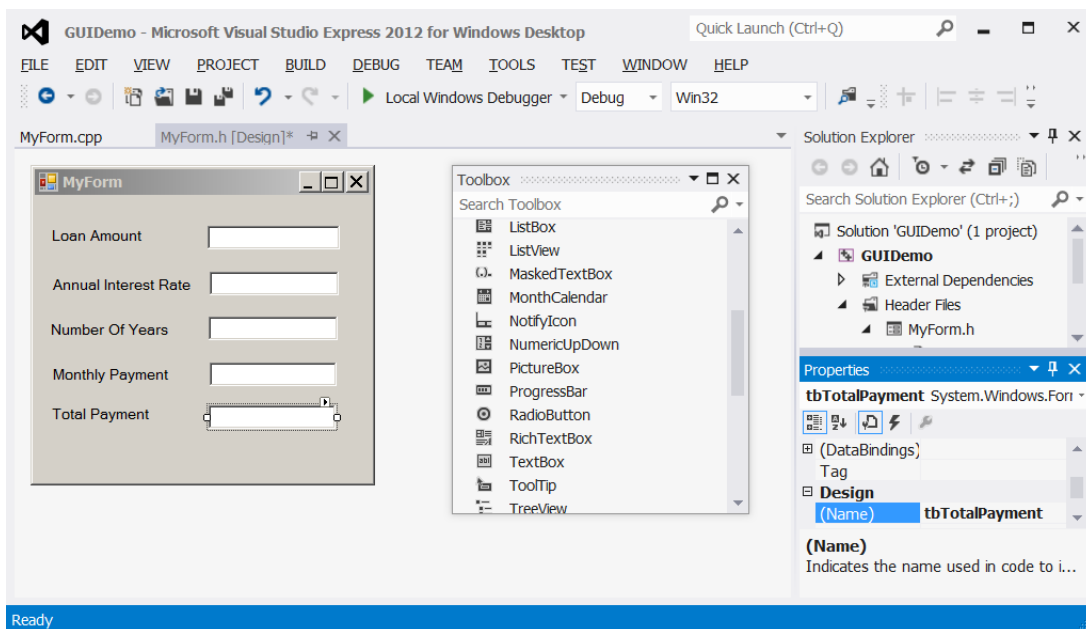 GUIDemo - Microsoft Visual Studio Express 2012 for Windows Desktop
Quick Launch (Ctrl+Q)
FILE EDIT VIEW PROJECT BUILD DEBUG TEAM TOOLS TEST WINDOW HELP
Local Windows Debugger Debug Win32
MyForm.cpp MyForm.h [Design]*
MyForm
Loan Amount
Annual Interest Rate
Number Of Years
Monthly Payment
Total Payment
Toolbox
Search Toolbox
ListBox
ListView
MaskedTextBox
MonthCalendar
NotifyIcon
NumericUpDown
PictureBox
ProgressBar
RadioButton
RichTextBox
TextBox
ToolTip
TreeView
Solution Explorer
Search Solution Explorer (Ctrl+;)
Solution 'GUIDemo' (1 project)
GUIDemo
External Dependencies
Header Files
MyForm.h
Properties
tbTotalPayment System.Windows.Forr
(DataBindings)
Tag
Design
(Name) tbTotalPayment
(Name)
Indicates the name used in code to i...
Ready